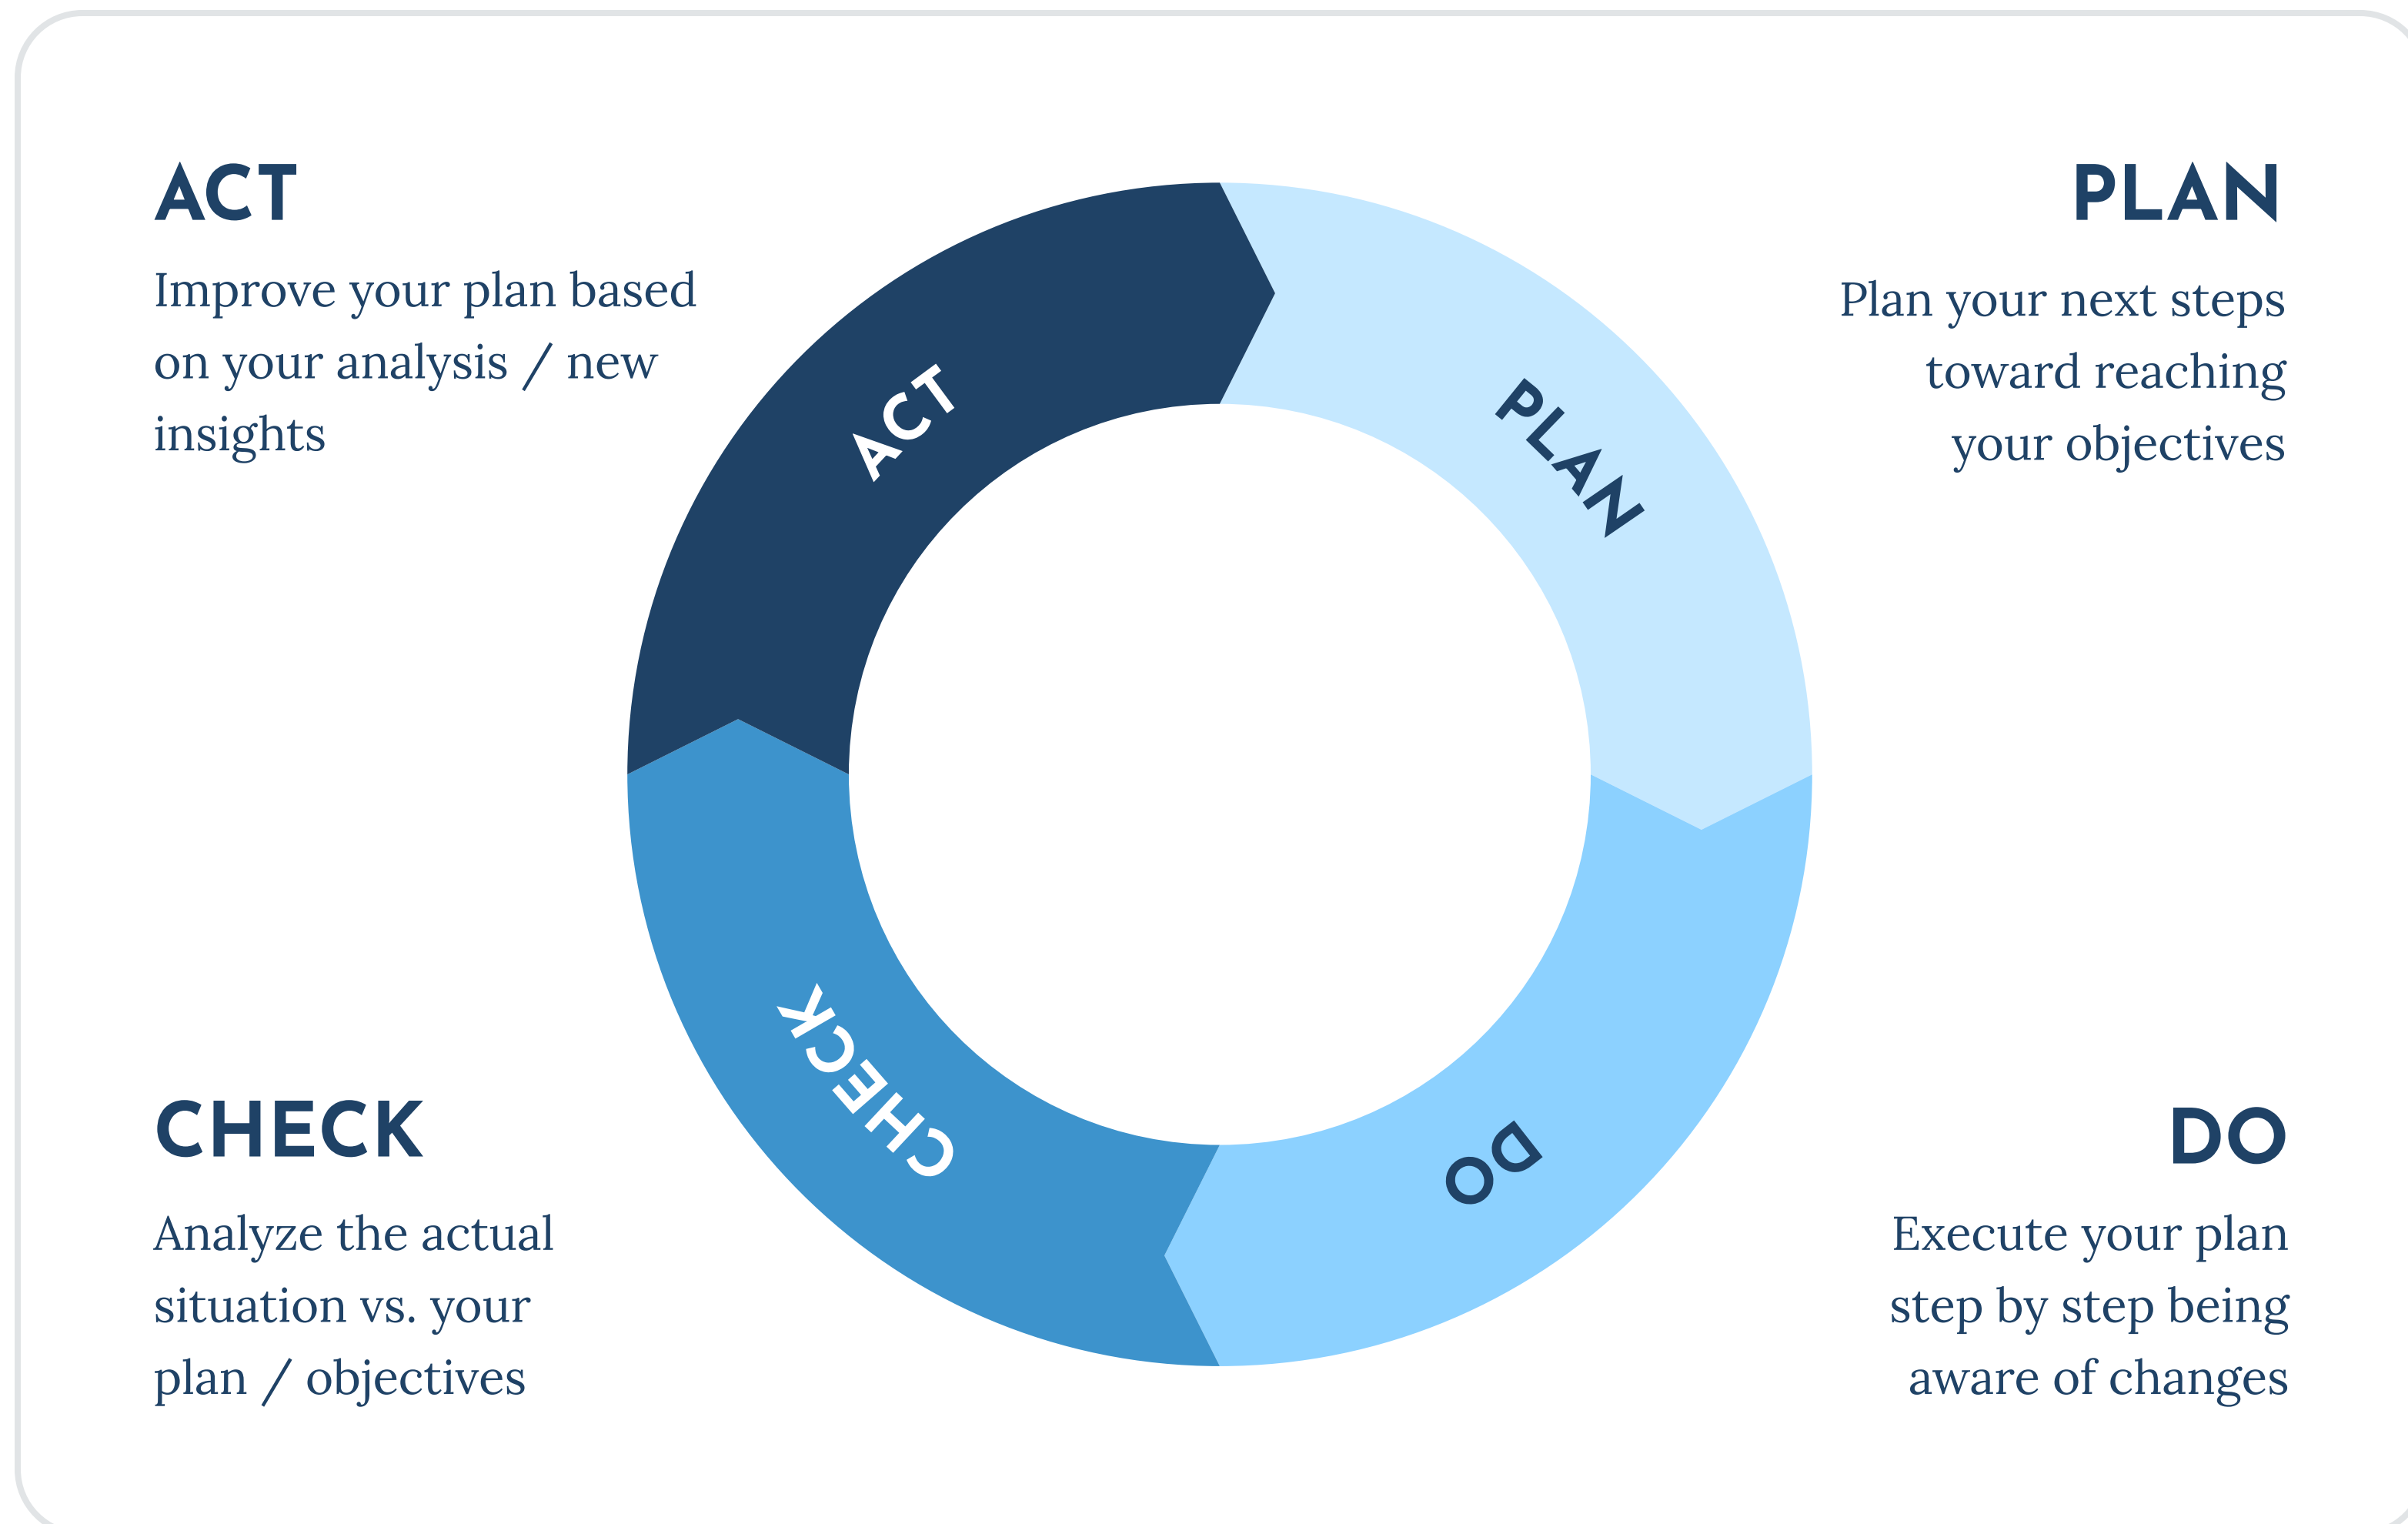 ACT
Improve your plan based
on your analysis / new
insights
PLAN
Plan your next steps
toward reaching
your objectives
ACT
PLAN
CHECK
DO
CHECK
Analyze the actual
situation vs. your
plan / objectives
DO
Execute your plan
step by step being
aware of changes